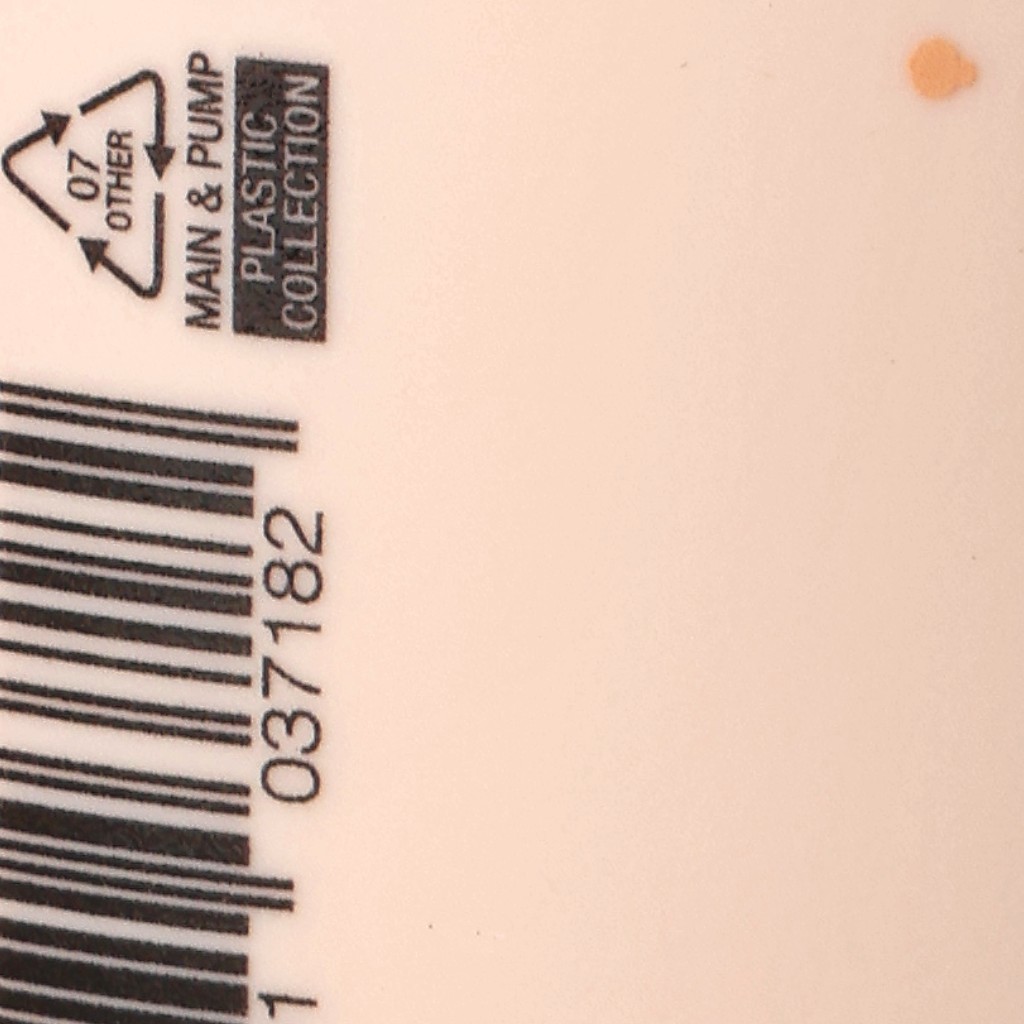 07
OTHER
MAIN & PUMP
PLASTIC
COLLECTION
1 037182